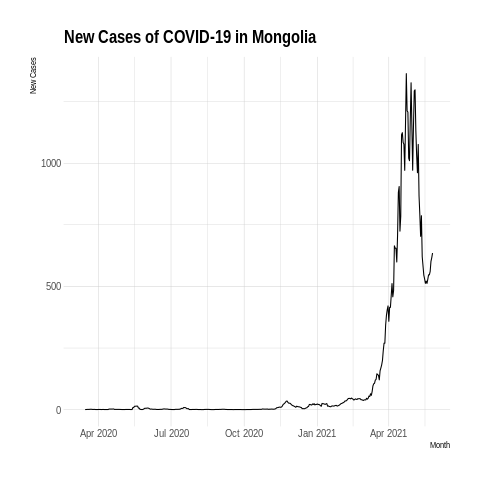 New Cases of COVID-19 in Mongolia
New Cases
1000
500
0
Apr 2020 Jul 2020 Oct 2020 Jan 2021 Apr 2021
Month